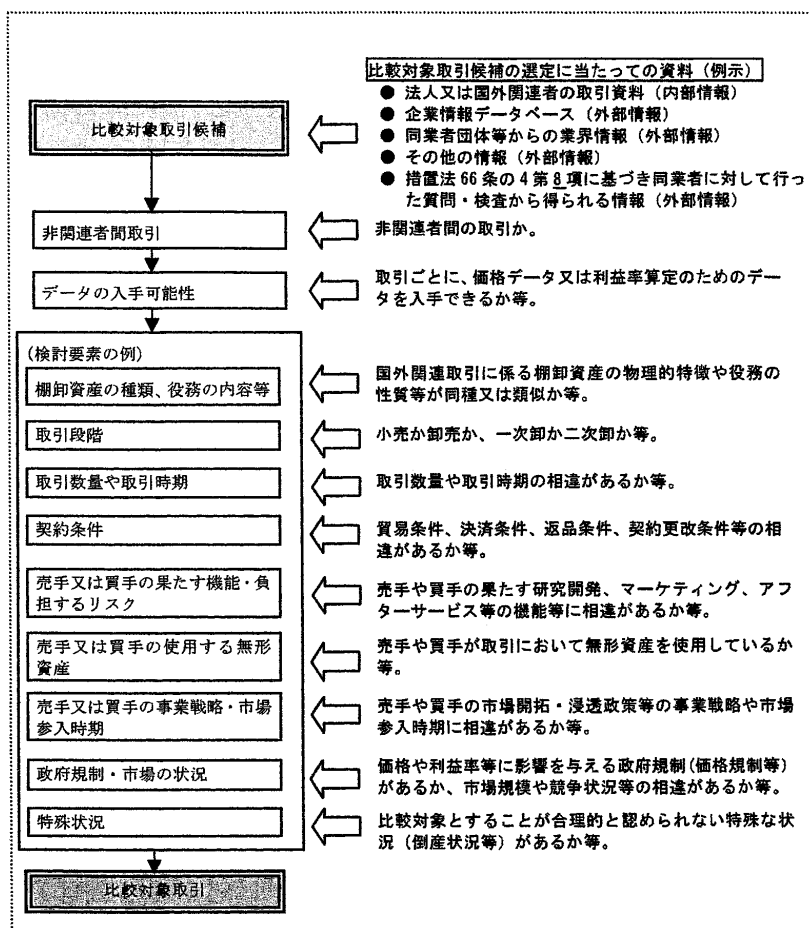 比較対象取引候補の選定に当たっての資料（例示）
● 法人又は国外関連者の取引資料（内部情報）
● 企業情報データベース（外部情報）
● 同業者団体等からの業界情報（外部情報）
● その他の情報（外部情報）
● 措置法66条の4第8項に基づき同業者に対して行っ
た質問・検査から得られる情報（外部情報）
比較対象取引候補
非関連者間取引
非関連者間の取引か。
データの入手可能性
取引ごとに、価格データ又は利益率算定のためのデー
タを入手できるか等。
(検討要素の例)
棚卸資産の種類、役務の内容等
国外関連取引に係る棚卸資産の物理的特徴や役務の
性質等が同種又は類似か等。
取引段階
小売か卸売か、一次卸か二次卸か等。
取引数量や取引時期
取引数量や取引時期の相違があるか等。
契約条件
貿易条件、決済条件、返品条件、契約更改条件等の相
違があるか等。
売手又は買手の果たす機能・負
担するリスク
売手や買手の果たす研究開発、マーケティング、アフ
ターサービス等の機能等に相違があるか等。
売手又は買手の使用する無形
資産
売手や買手が取引において無形資産を使用しているか
等。
売手又は買手の事業戦略・市場
参入時期
売手や買手の市場開拓・浸透政策等の事業戦略や市場
参入時期に相違があるか等。
政府規制・市場の状況
価格や利益率等に影響を与える政府規制(価格規制等)
があるか、市場規模や競争状況等の相違があるか等。
特殊状況
比較対象とすることが合理的と認められない特殊な状
況（倒産状況等）があるか等。
比較対象取引